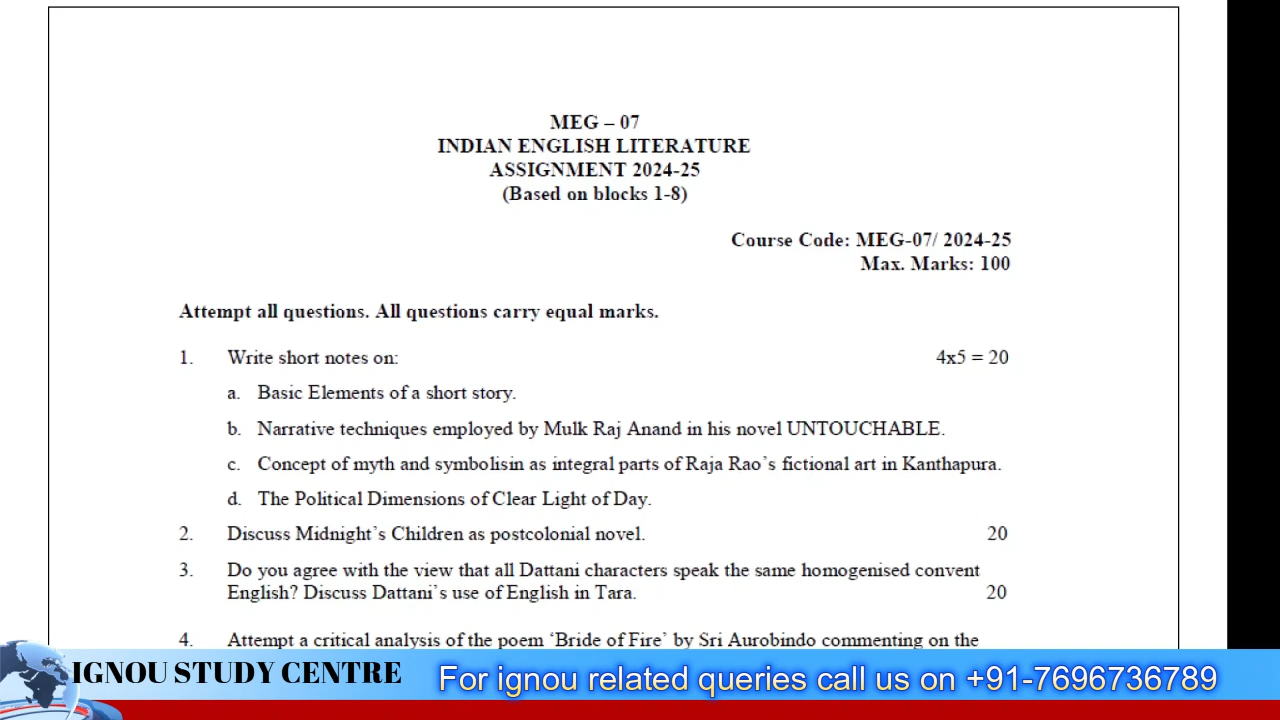 MEG – 07
INDIAN ENGLISH LITERATURE
ASSIGNMENT 2024-25
(Based on blocks 1-8)
Course Code: MEG-07/ 2024-25
Max. Marks: 100
Attempt all questions. All questions carry equal marks.
1. Write short notes on: 4x5 = 20
a. Basic Elements of a short story.
b. Narrative techniques employed by Mulk Raj Anand in his novel UNTOUCHABLE.
c. Concept of myth and symbolisin as integral parts of Raja Rao's fictional art in Kanthapura.
d. The Political Dimensions of Clear Light of Day.
2. Discuss Midnight's Children as postcolonial novel. 20
3. Do you agree with the view that all Dattani characters speak the same homogenised convent
English? Discuss Dattani's use of English in Tara. 20
4. Attempt a critical analysis of the poem 'Bride of Fire' by Sri Aurobindo commenting on the
IGNOU STUDY CENTRE
For ignou related queries call us on +91-7696736789